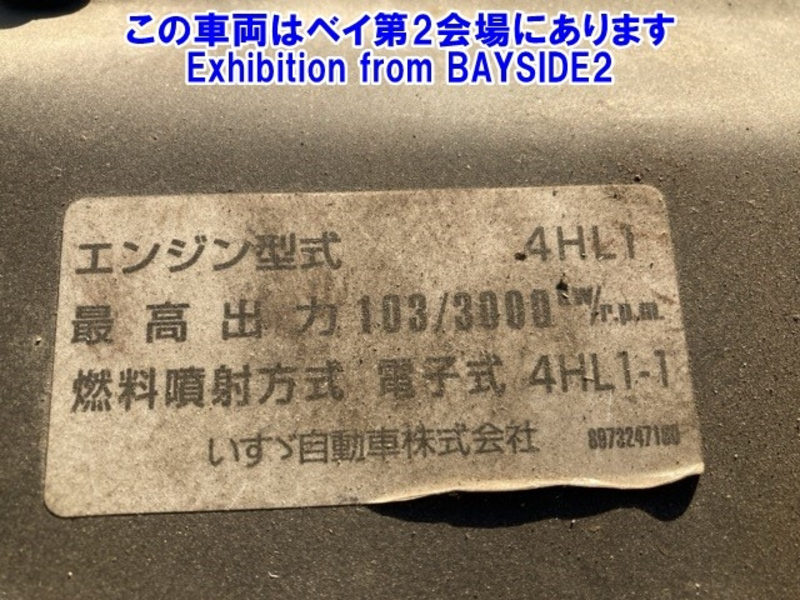 この車両はベイ第2会場にあります
Exhibition from BAYSIDE2
エンジン型式 4HL1
最高出力 103/3000 kw/r.p.m.
燃料噴射方式 電子式 4HL1-1
いすゞ自動車株式会社 8973247180